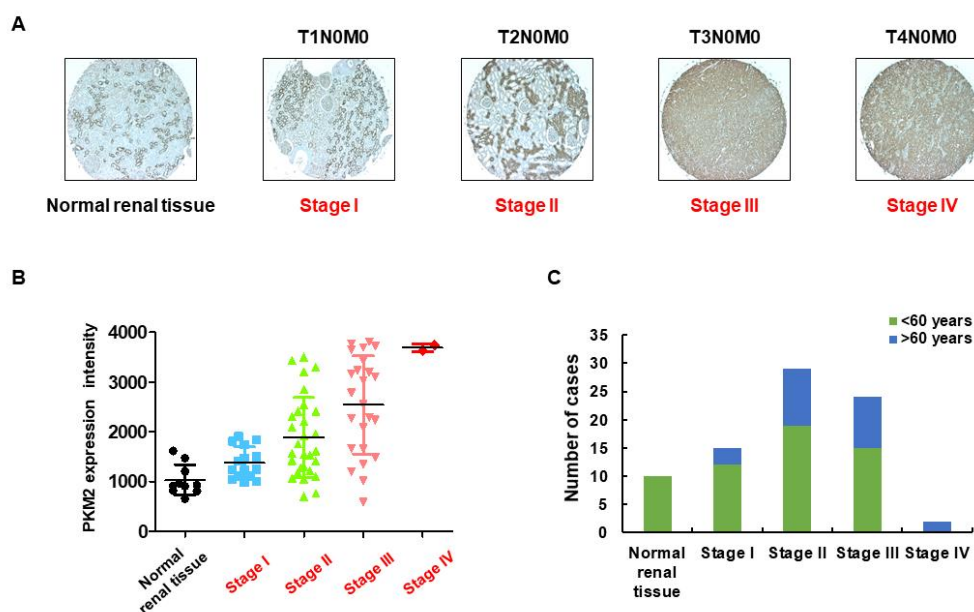 A
T1N0M0 T2N0M0 T3N0M0 T4N0M0
Normal renal tissue Stage I Stage II Stage III Stage IV
B
PKM2 expression intensity
4000
3000
2000
1000
0
Normal renal tissue
Stage I
Stage II
Stage III
Stage IV
C
<60 years
>60 years
Number of cases
35
30
25
20
15
10
5
0
Normal Stage I Stage II Stage III Stage IV
renal
tissue